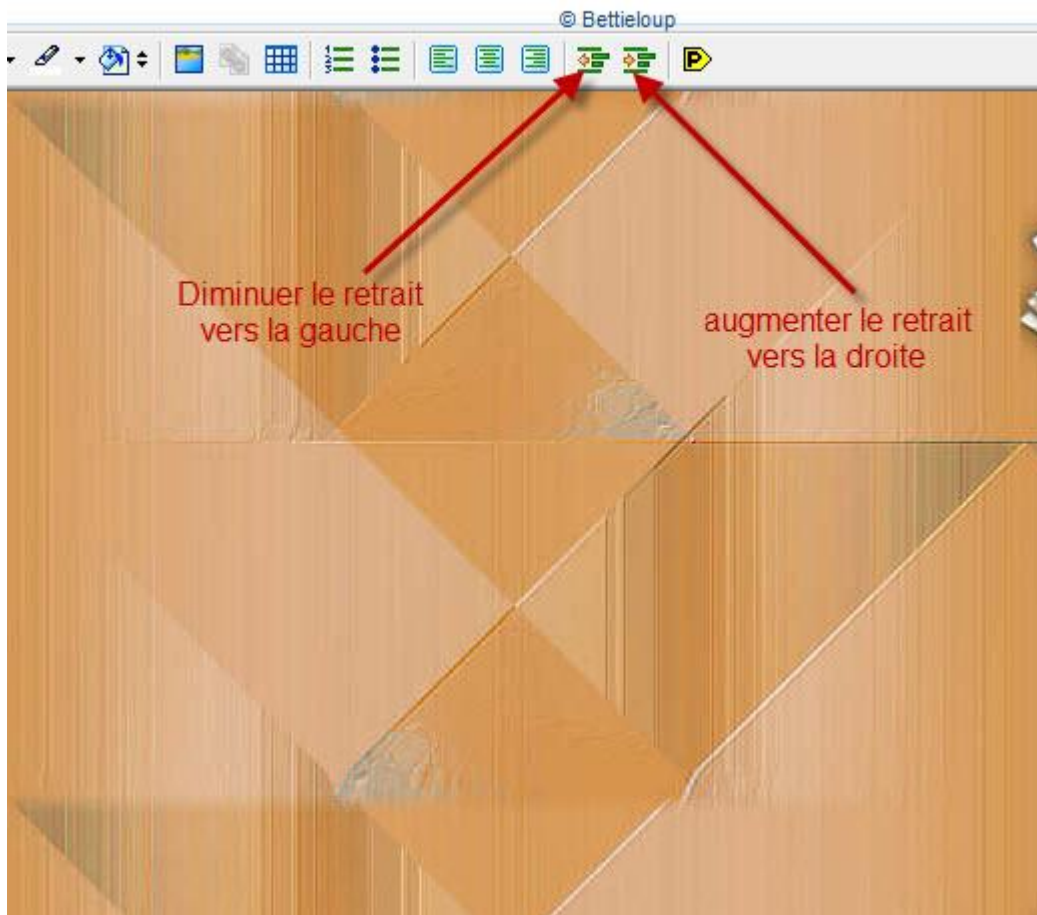 © Bettieloup
P
Diminuer le retrait
vers la gauche
augmenter le retrait
vers la droite